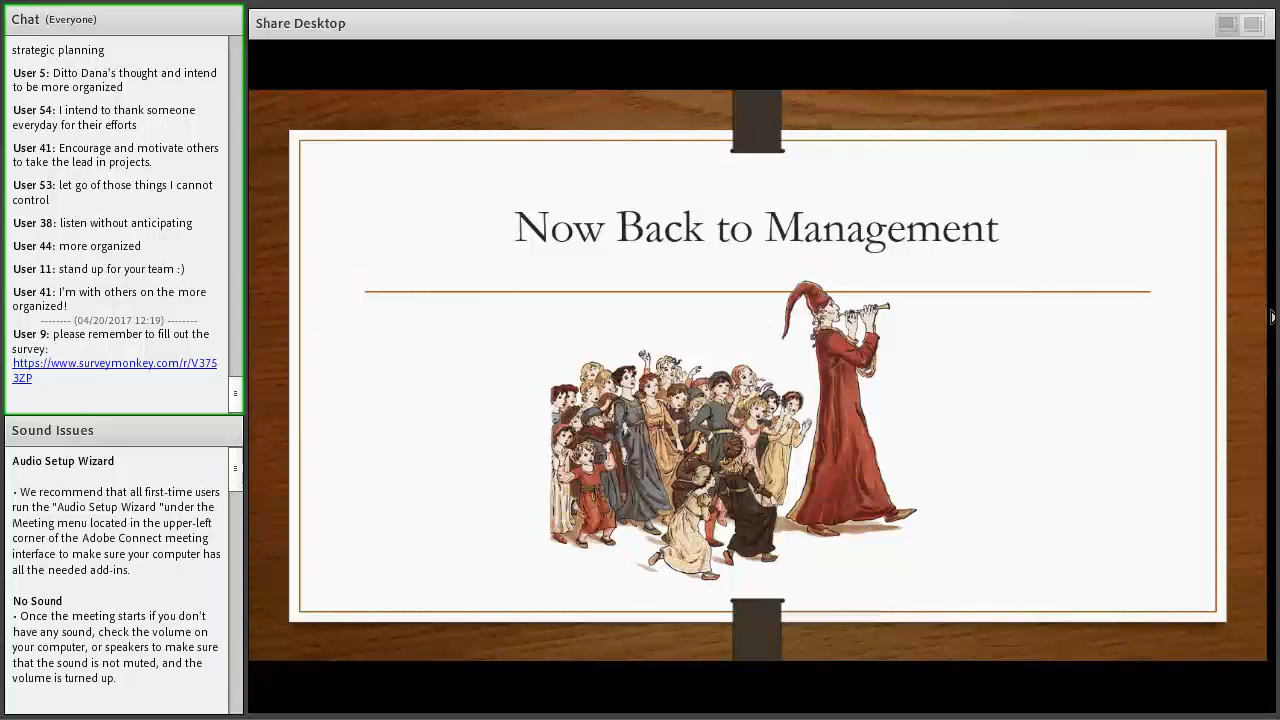 Chat (Everyone)
strategic planning
User 5: Ditto Dana's thought and intend
to be more organized
User 54: I intend to thank someone
everyday for their efforts
User 41: Encourage and motivate others
to take the lead in projects.
User 53: let go of those things I cannot
control
User 38: listen without anticipating
User 44: more organized
User 11: stand up for your team :)
User 41: I'm with others on the more
organized!
-------- (04/20/2017 12:19) --------
User 9: please remember to fill out the
survey:
https://www.surveymonkey.com/r/V375
3ZP
Sound Issues
Audio Setup Wizard
• We recommend that all first-time users
run the "Audio Setup Wizard "under the
Meeting menu located in the upper-left
corner of the Adobe Connect meeting
interface to make sure your computer has
all the needed add-ins.
No Sound
• Once the meeting starts if you don't
have any sound, check the volume on
your computer, or speakers to make sure
that the sound is not muted, and the
volume is turned up.
Share Desktop
Now Back to Management